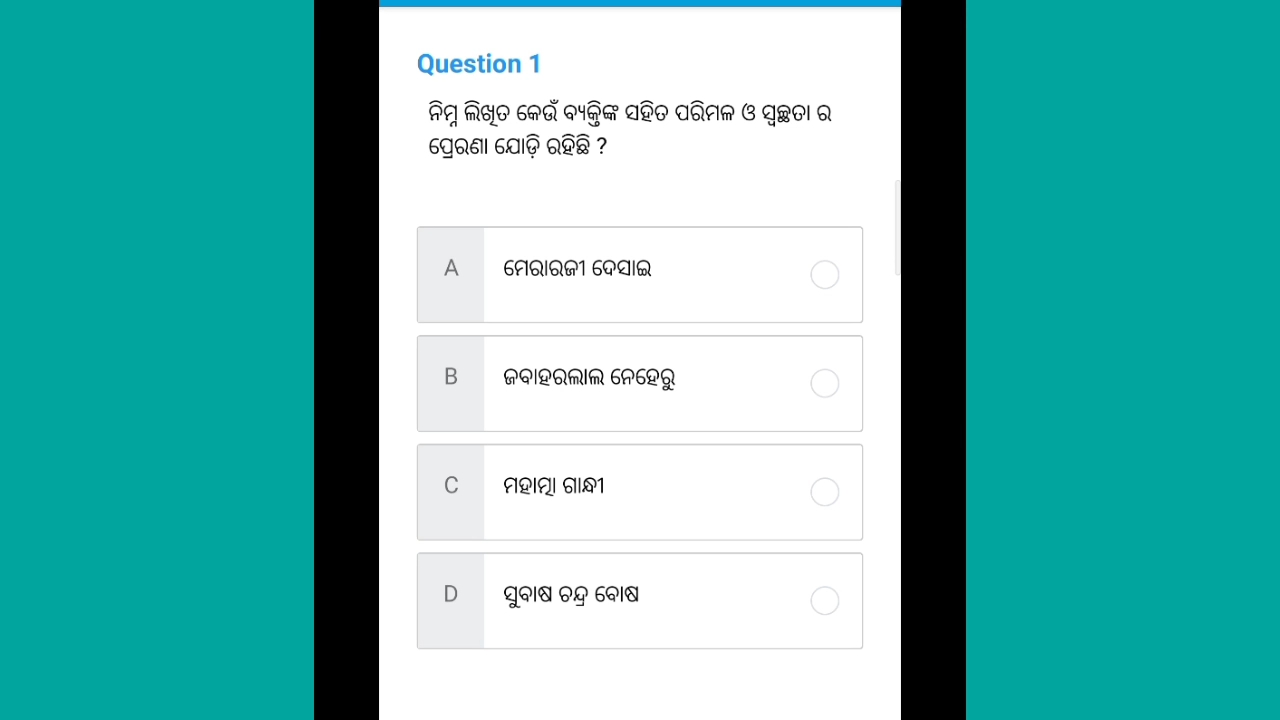 Question 1
ନିମ୍ନ ଲିଖିତ କେଉଁ ବ୍ୟକ୍ତିଙ୍କ ସହିତ ପରିମଳ ଓ ସ୍ୱଚ୍ଛତା ର
ପ୍ରେରଣା ଯୋଡ଼ି ରହିଛି ?
A ମେରାରଜୀ ଦେସାଇ
B ଜବାହରଲାଲ ନେହେରୁ
C ମହାତ୍ମା ଗାନ୍ଧୀ
D ସୁବାଷ ଚନ୍ଦ୍ର ବୋଷ